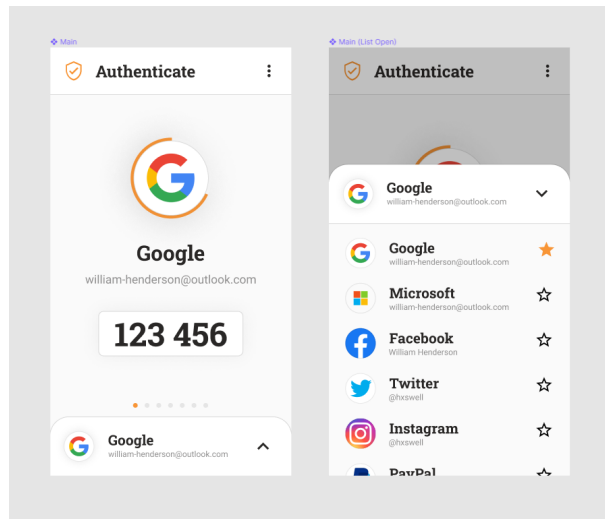 Main
Authenticate
Google
william-henderson@outlook.com
123 456
Google
william-henderson@outlook.com
Main (List Open)
Authenticate
Google
william-henderson@outlook.com
Google
william-henderson@outlook.com
Microsoft
william-henderson@outlook.com
Facebook
William Henderson
Twitter
@hxswell
Instagram
@hxswell
PayPal